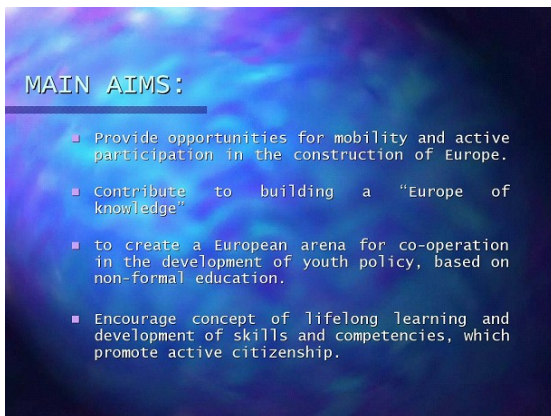 MAIN AIMS:
Provide opportunities for mobility and active
participation in the construction of Europe.
Contribute to building a “Europe of
knowledge”
to create a European arena for co-operation
in the development of youth policy, based on
non-formal education.
Encourage concept of lifelong learning and
development of skills and competencies, which
promote active citizenship.